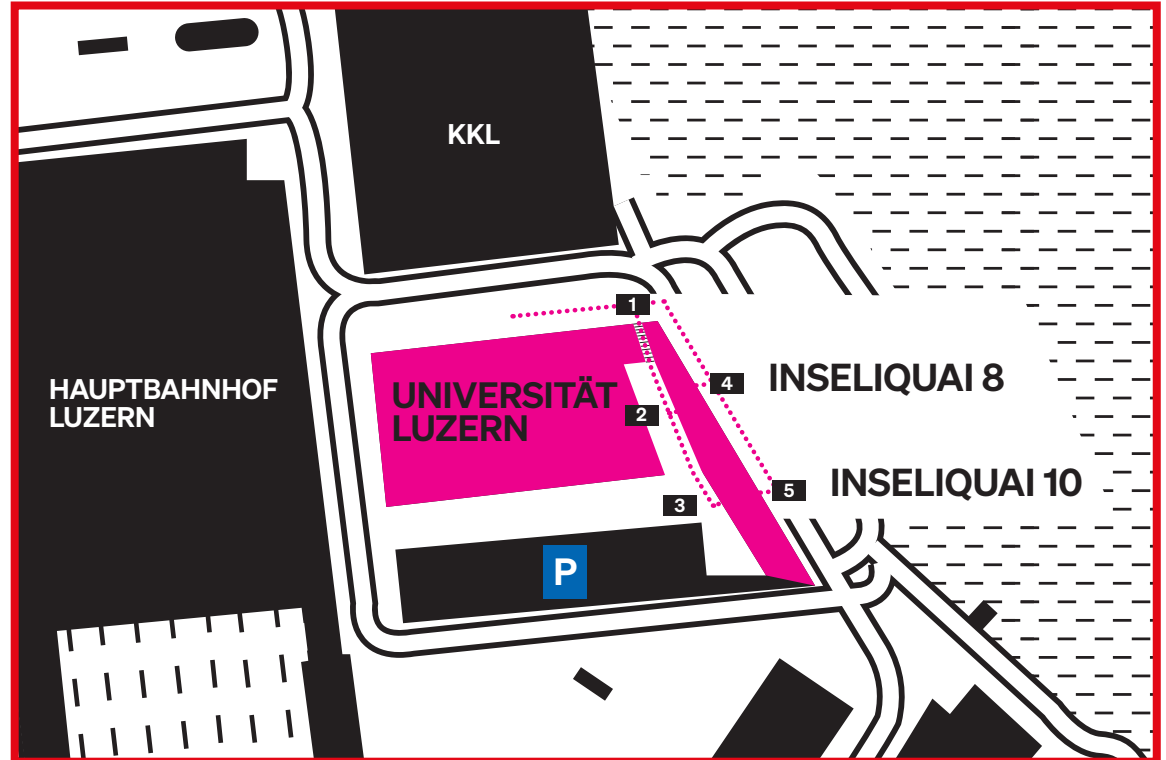 KKL
1
HAUPTBAHNHOF
LUZERN
UNIVERSITÄT
LUZERN
4
INSELIQUAI 8
2
3
5
INSELIQUAI 10
P